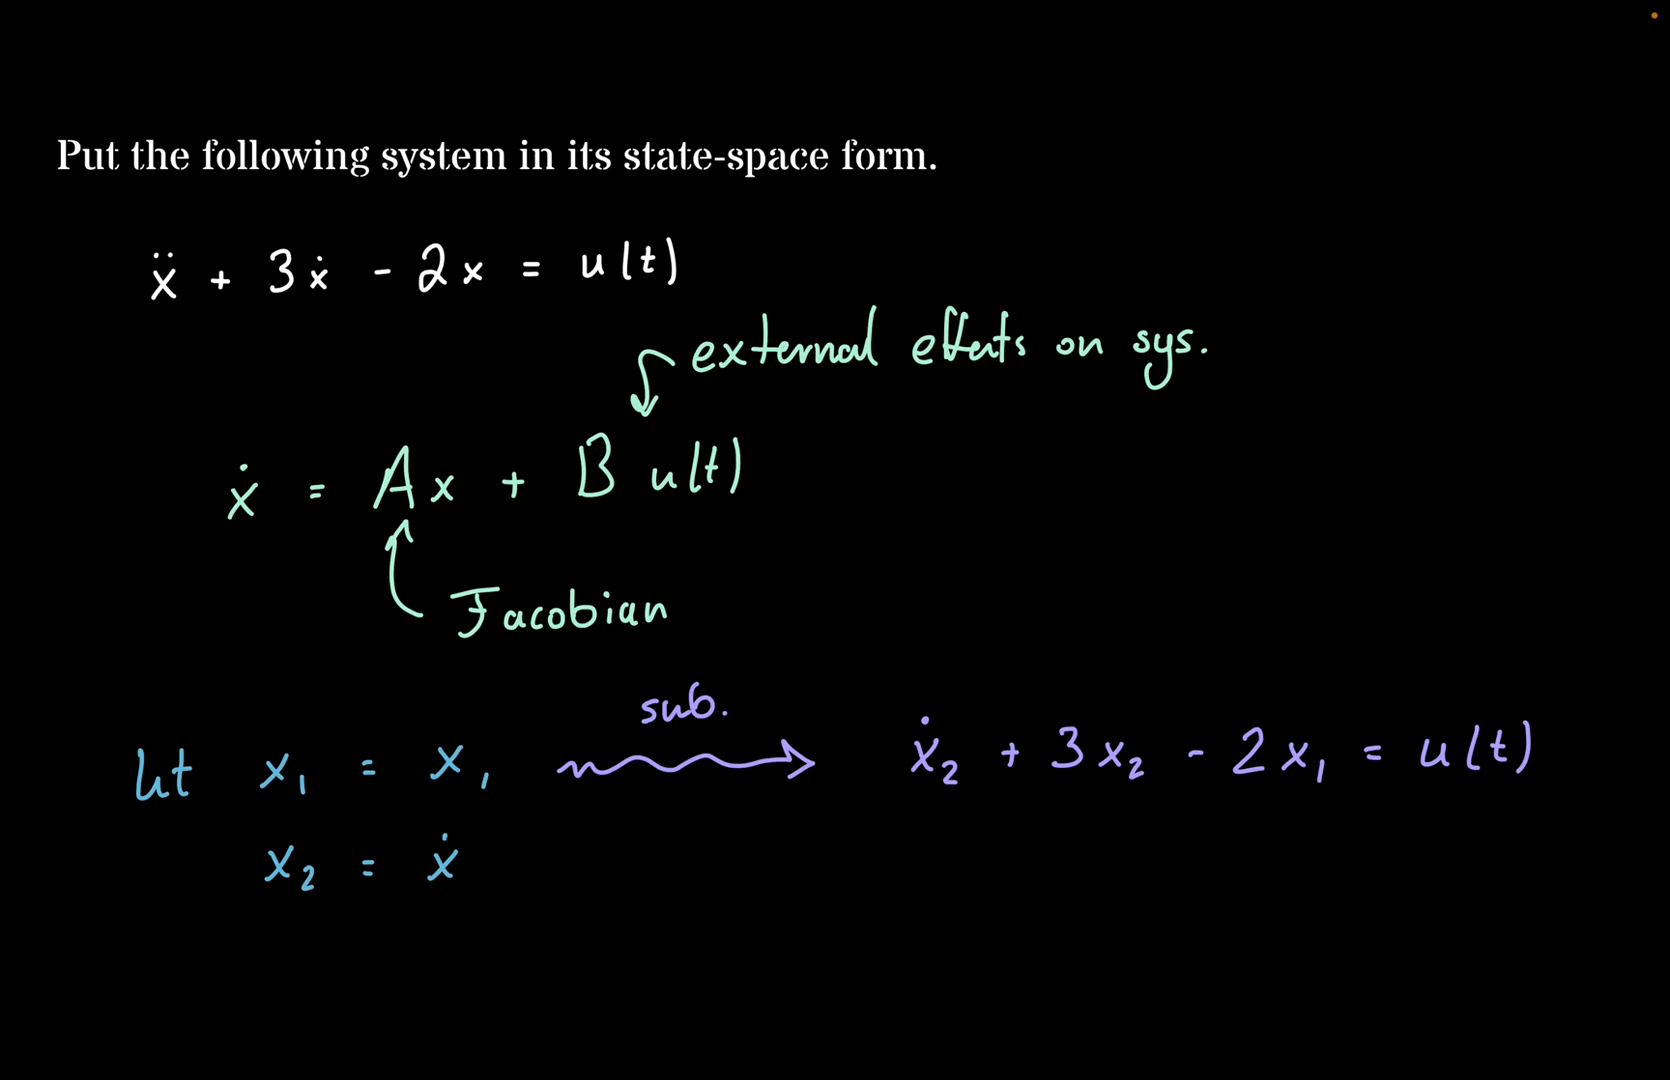 Put the following system in its state-space form.
ẍ + 3ẋ - 2x = u(t)
external effects on sys.
ẋ = Ax + B u(t)
Jacobian
sub.
let x₁ = x, ẋ₂ + 3x₂ - 2x₁ = u(t)
x₂ = ẋ